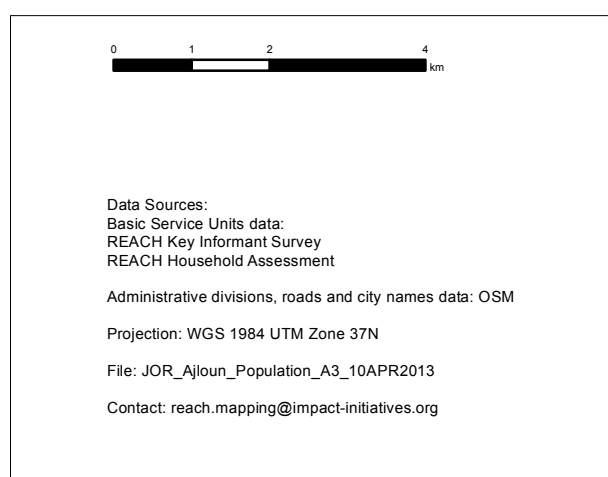 0 1 2 4
km
Data Sources:
Basic Service Units data:
REACH Key Informant Survey
REACH Household Assessment
Administrative divisions, roads and city names data: OSM
Projection: WGS 1984 UTM Zone 37N
File: JOR_Ajloun_Population_A3_10APR2013
Contact: reach.mapping@impact-initiatives.org